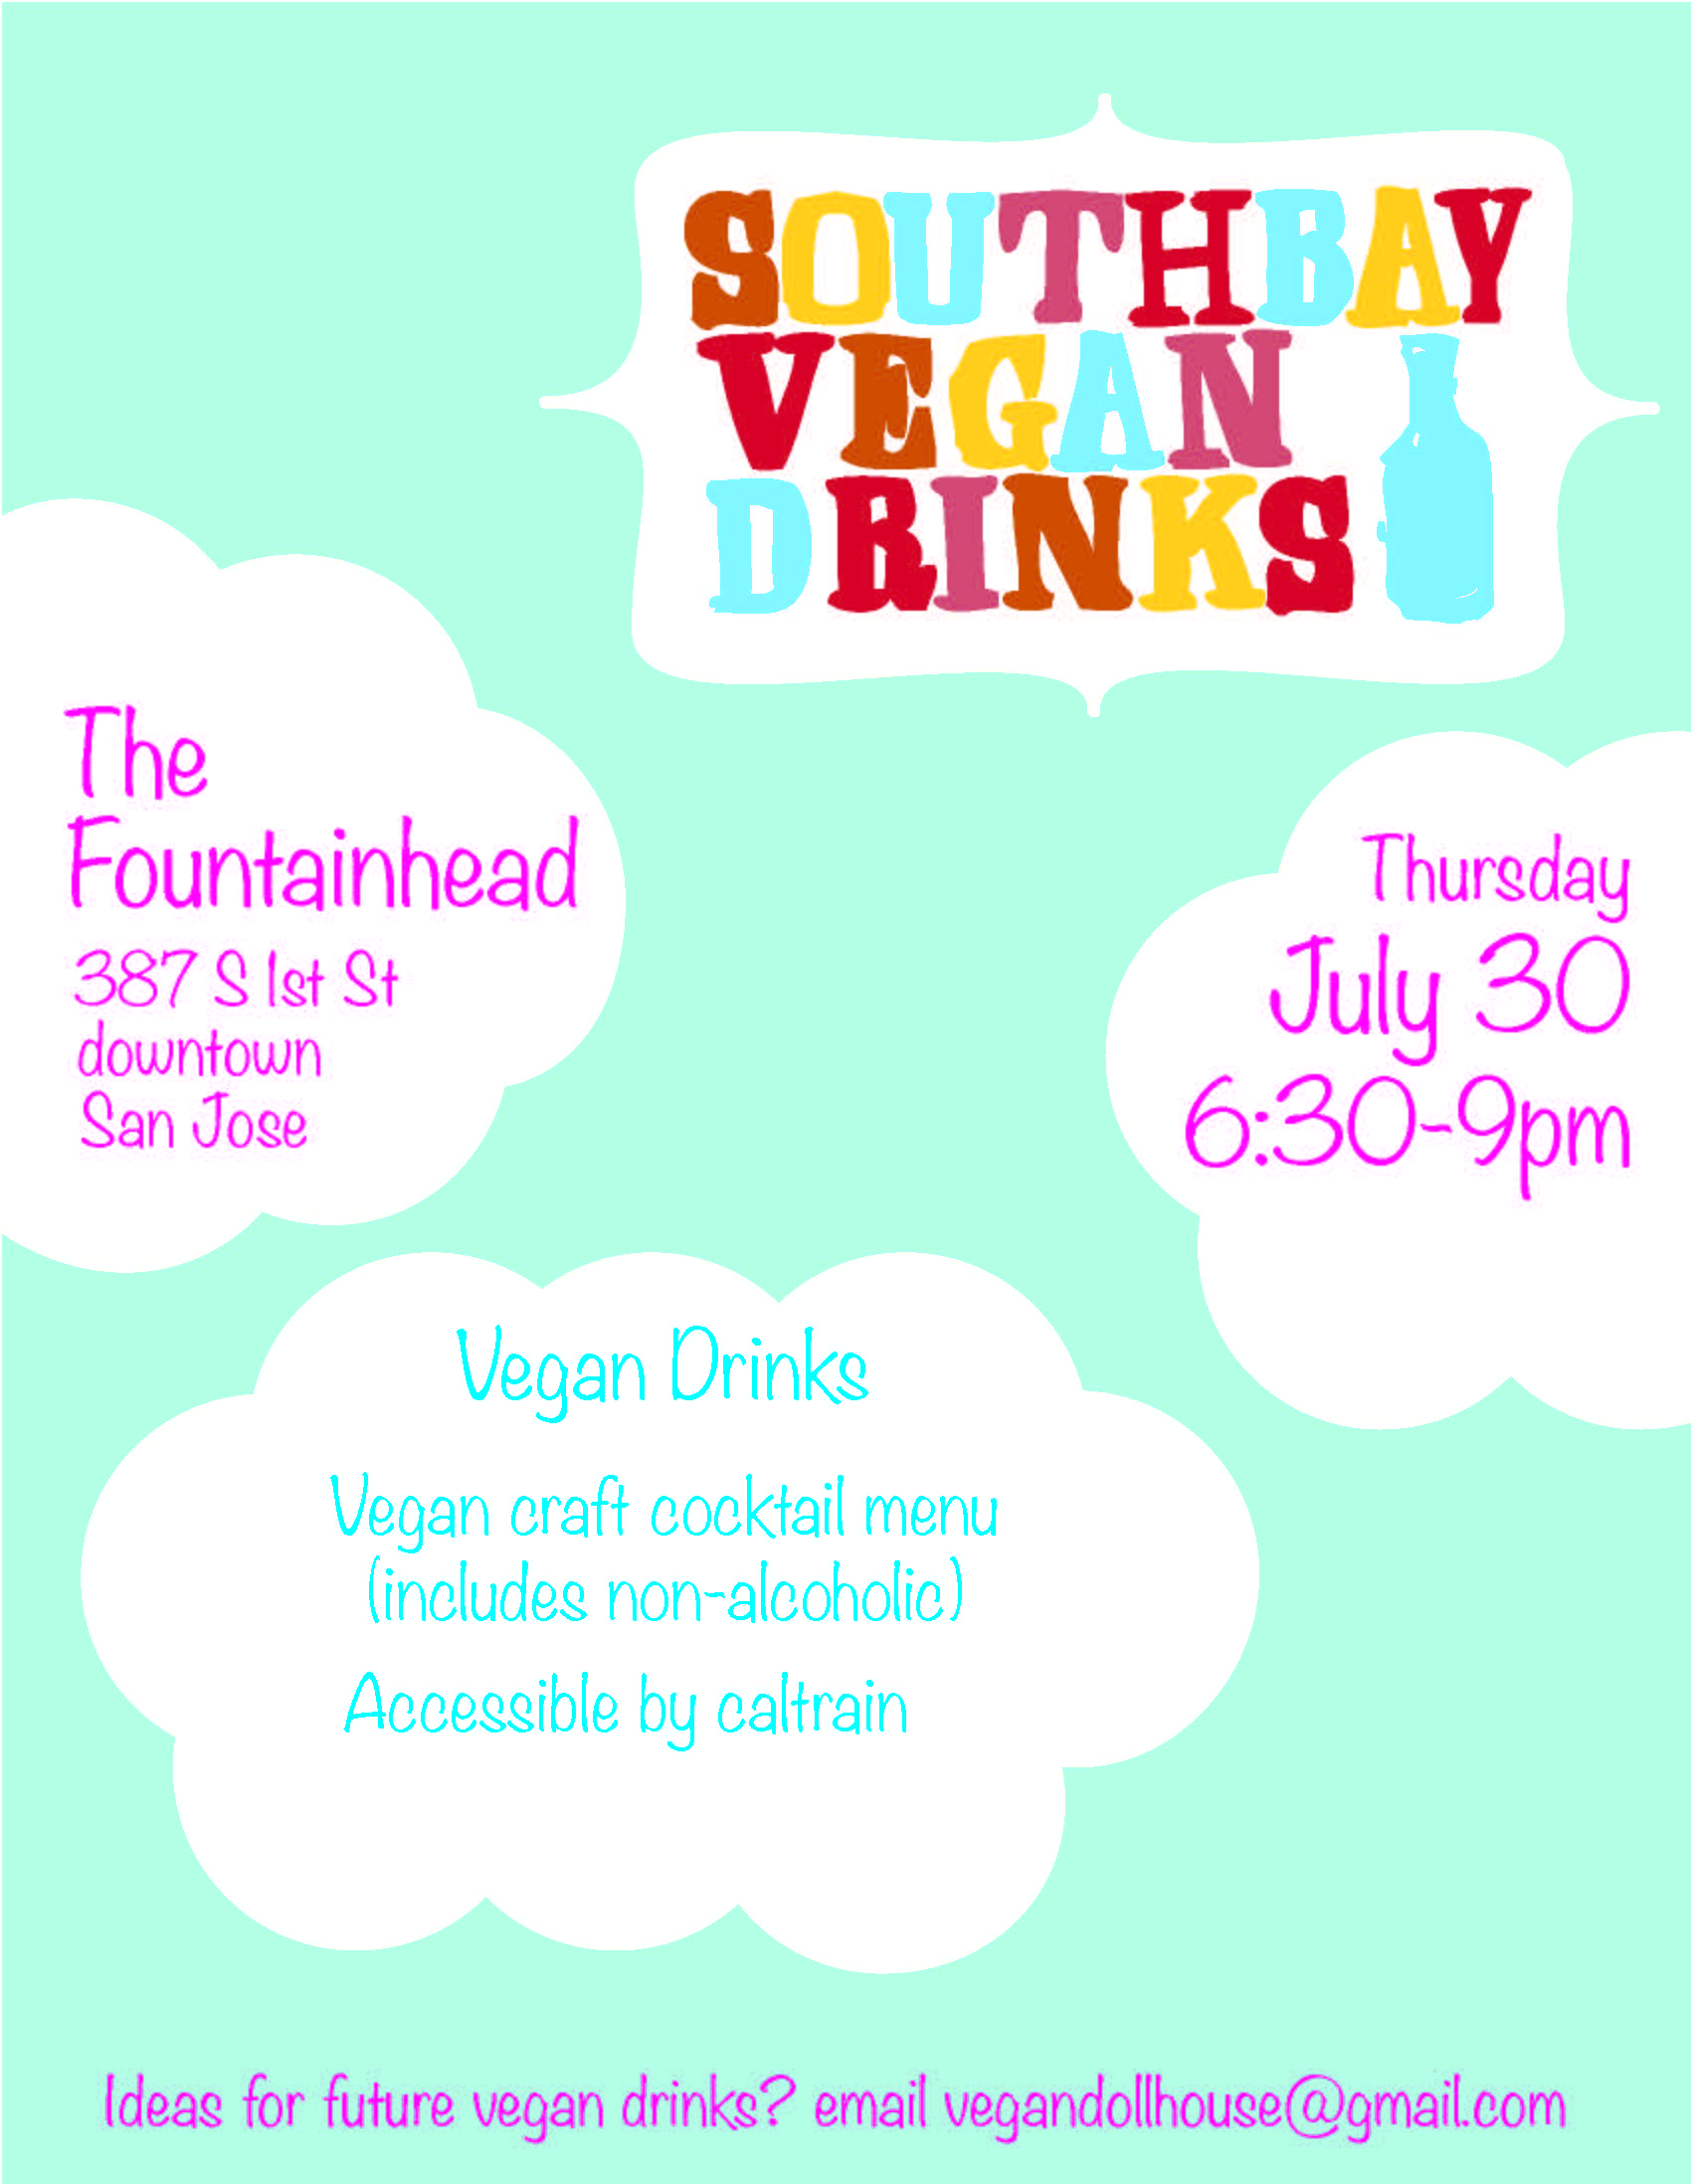 SOUTHBAY
VEGAN
DRINKS
The
Fountainhead
387 S 1st St
downtown
San Jose
Thursday
July 30
6:30-9pm
Vegan Drinks
Vegan craft cocktail menu
(includes non-alcoholic)
Accessible by caltrain
Ideas for future vegan drinks? email vegandollhouse@gmail.com